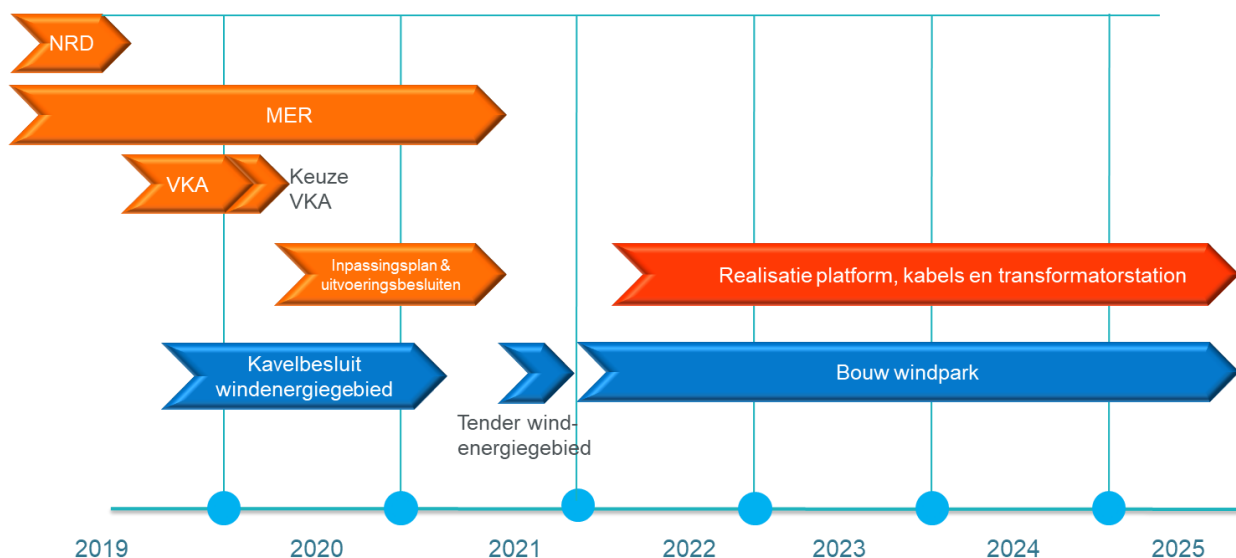 NRD
MER
VKA
Keuze
VKA
Inpassingsplan &
uitvoeringsbesluiten
Realisatie platform, kabels en transformatorstation
Kavelbesluit
windenergiegebied
Bouw windpark
Tender wind-
energiegebied
2019
2020
2021
2022
2023
2024
2025